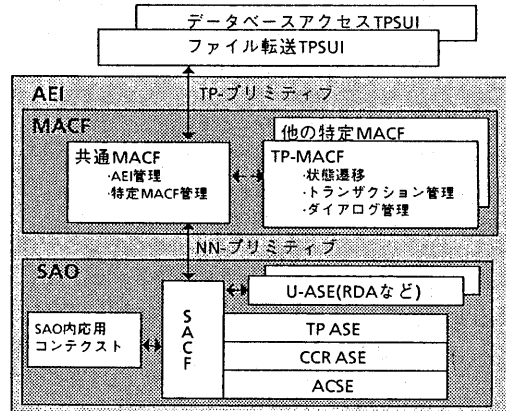 データベースアクセスTPSUI
ファイル転送TPSUI
AEI
TP-プリミティブ
MACF
他の特定MACF
共通MACF
·AEI管理
·特定MACF管理
TP-MACF
·状態遷移
·トランザクション管理
·ダイアログ管理
NN-プリミティブ
SAO
U-ASE(RDAなど)
SACF
SAO内応用
コンテクスト
TP ASE
CCR ASE
ACSE